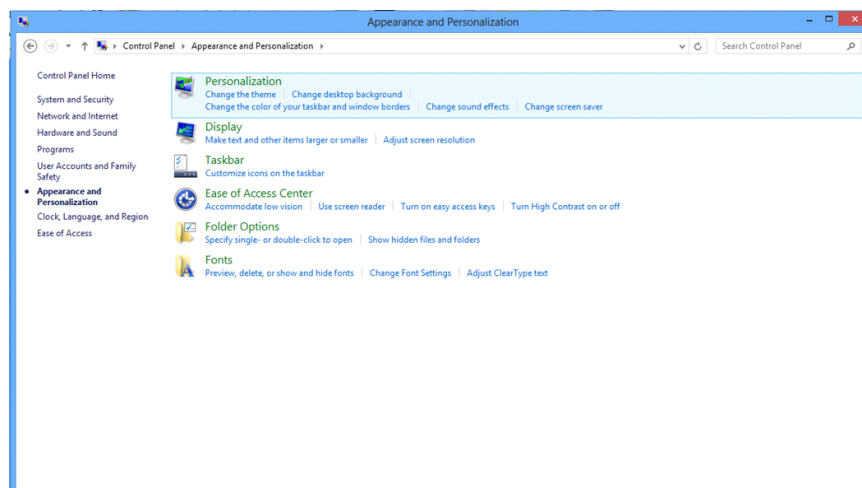 Appearance and Personalization
Control Panel Appearance and Personalization
Search Control Panel
Control Panel Home
System and Security
Network and Internet
Hardware and Sound
Programs
User Accounts and Family
Safety
Appearance and
Personalization
Clock, Language, and Region
Ease of Access
Personalization
Change the theme Change desktop background
Change the color of your taskbar and window borders Change sound effects Change screen saver
Display
Make text and other items larger or smaller Adjust screen resolution
Taskbar
Customize icons on the taskbar
Ease of Access Center
Accommodate low vision Use screen reader Turn on easy access keys Turn High Contrast on or off
Folder Options
Specify single- or double-click to open Show hidden files and folders
Fonts
Preview, delete, or show and hide fonts Change Font Settings Adjust ClearType text